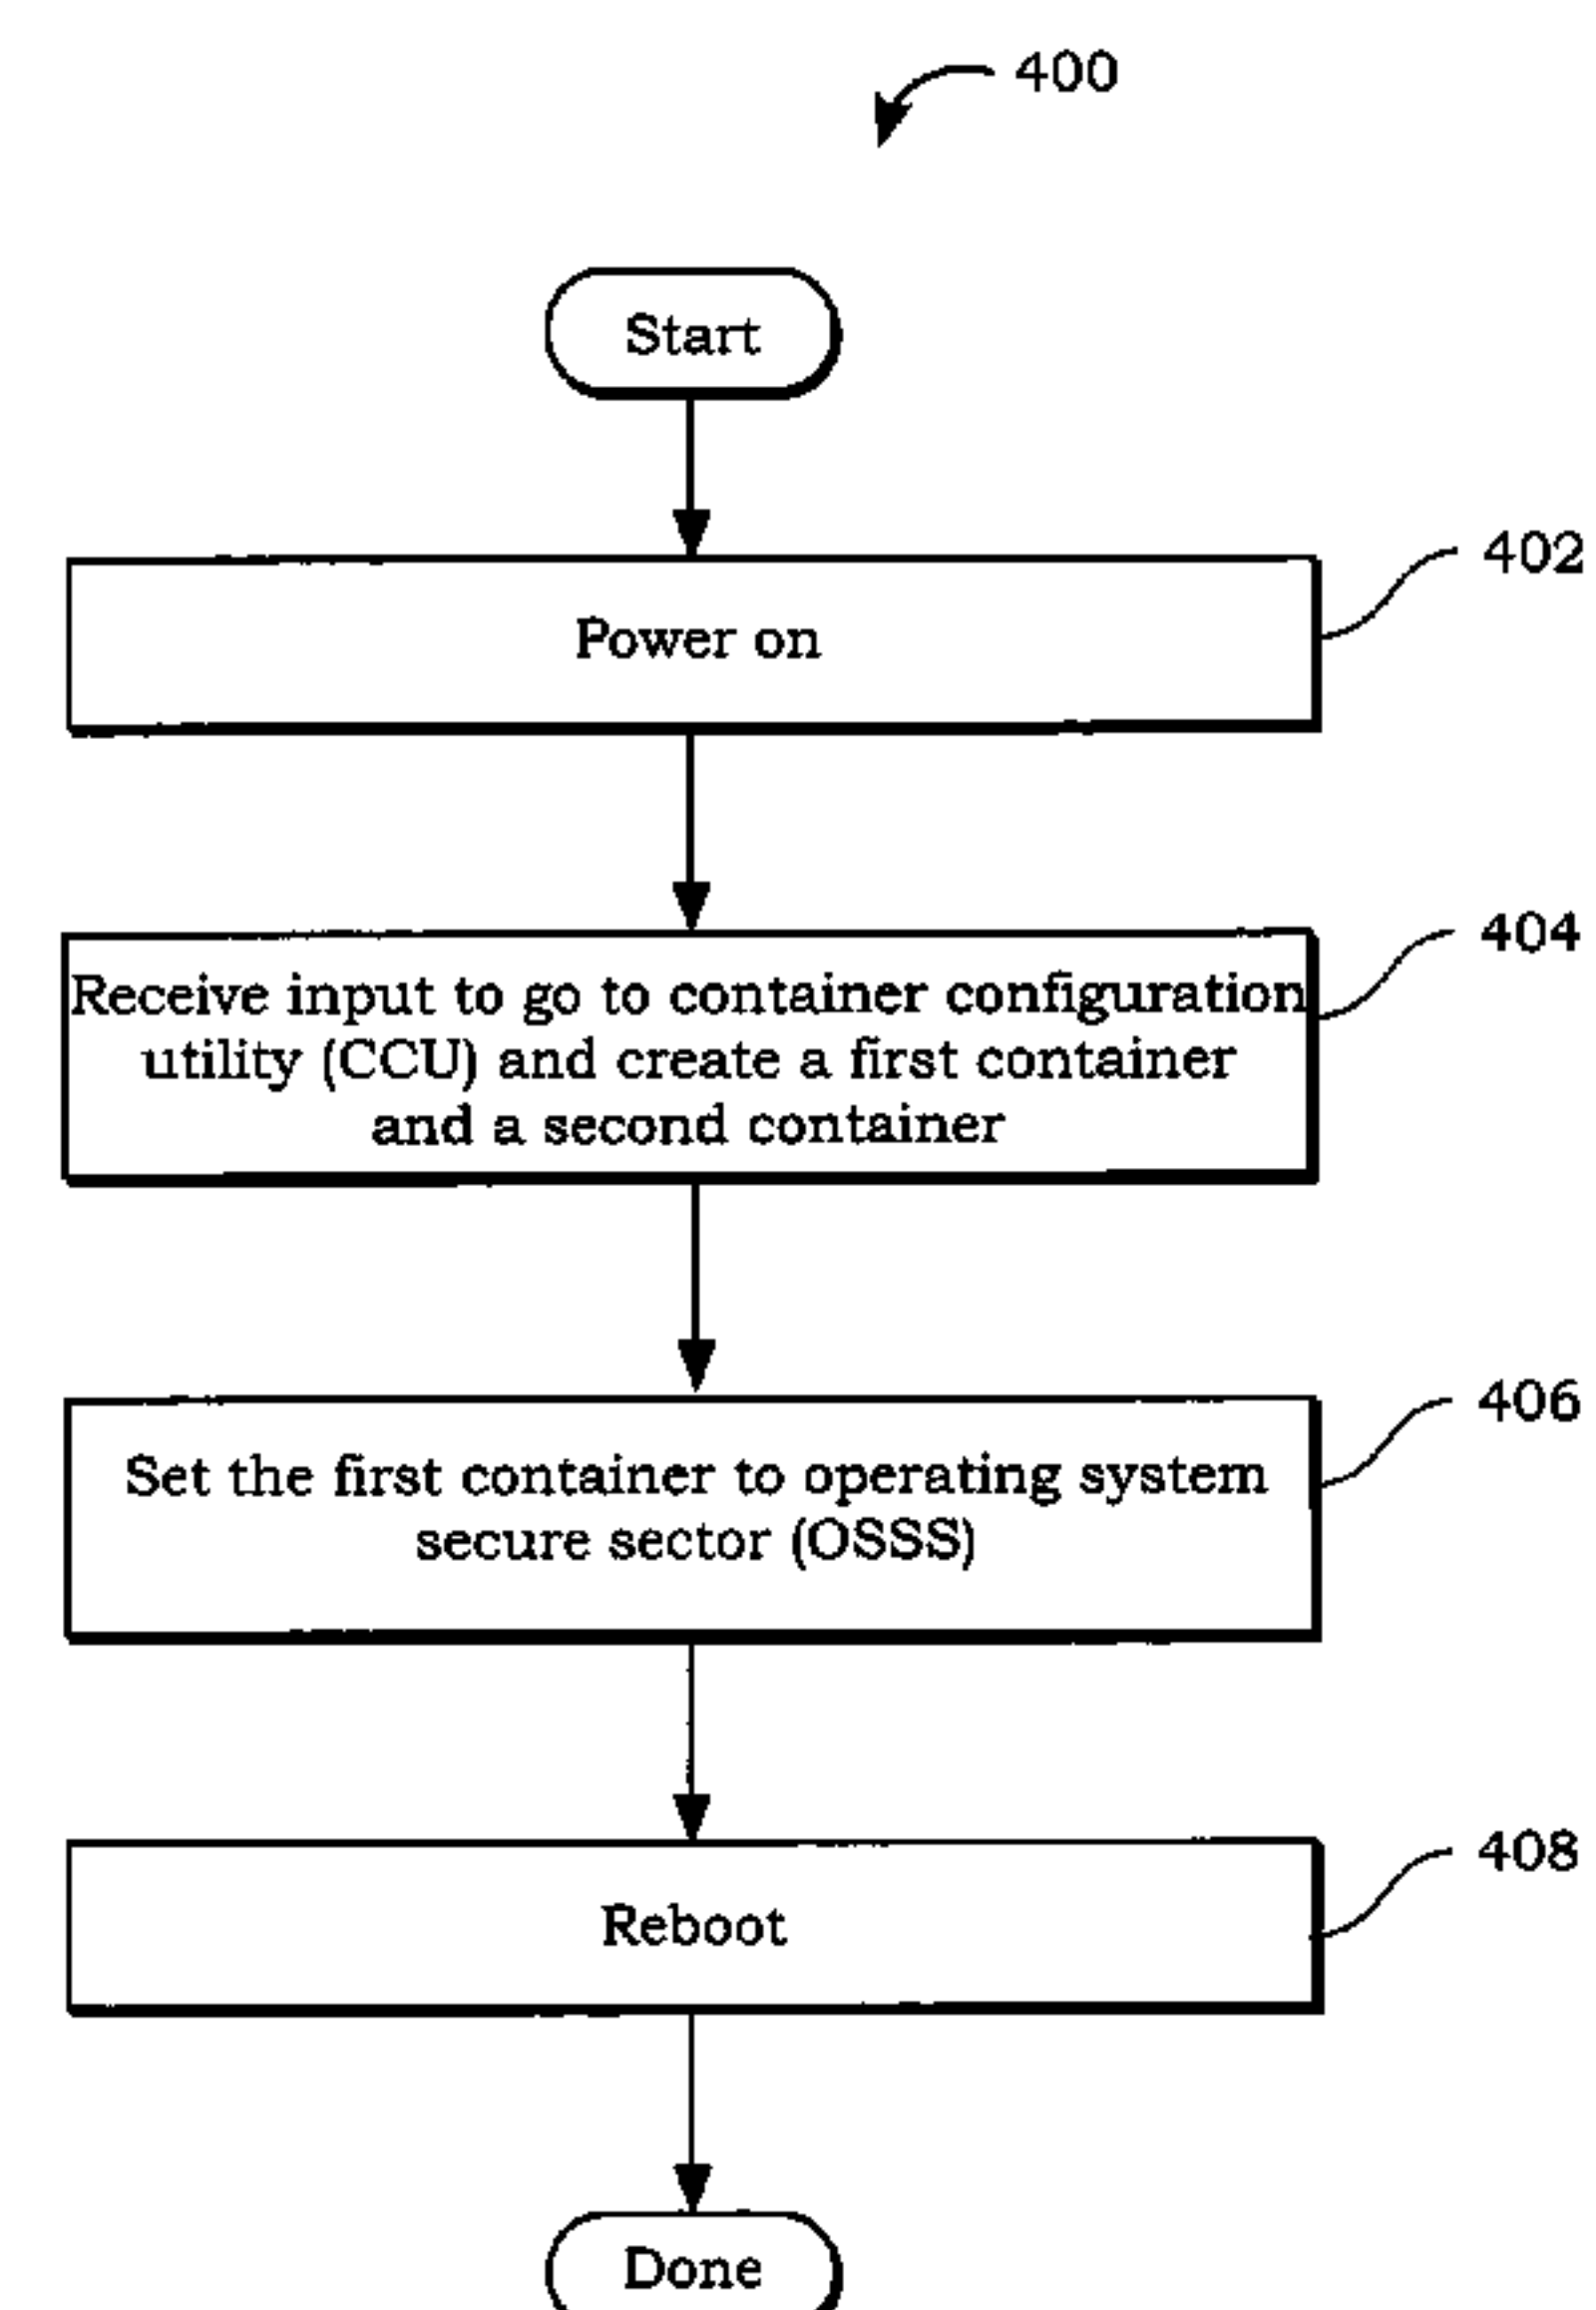 400
Start
402
Power on
404
Receive input to go to container configuration
utility (CCU) and create a first container
and a second container
406
Set the first container to operating system
secure sector (OSSS)
408
Reboot
Done